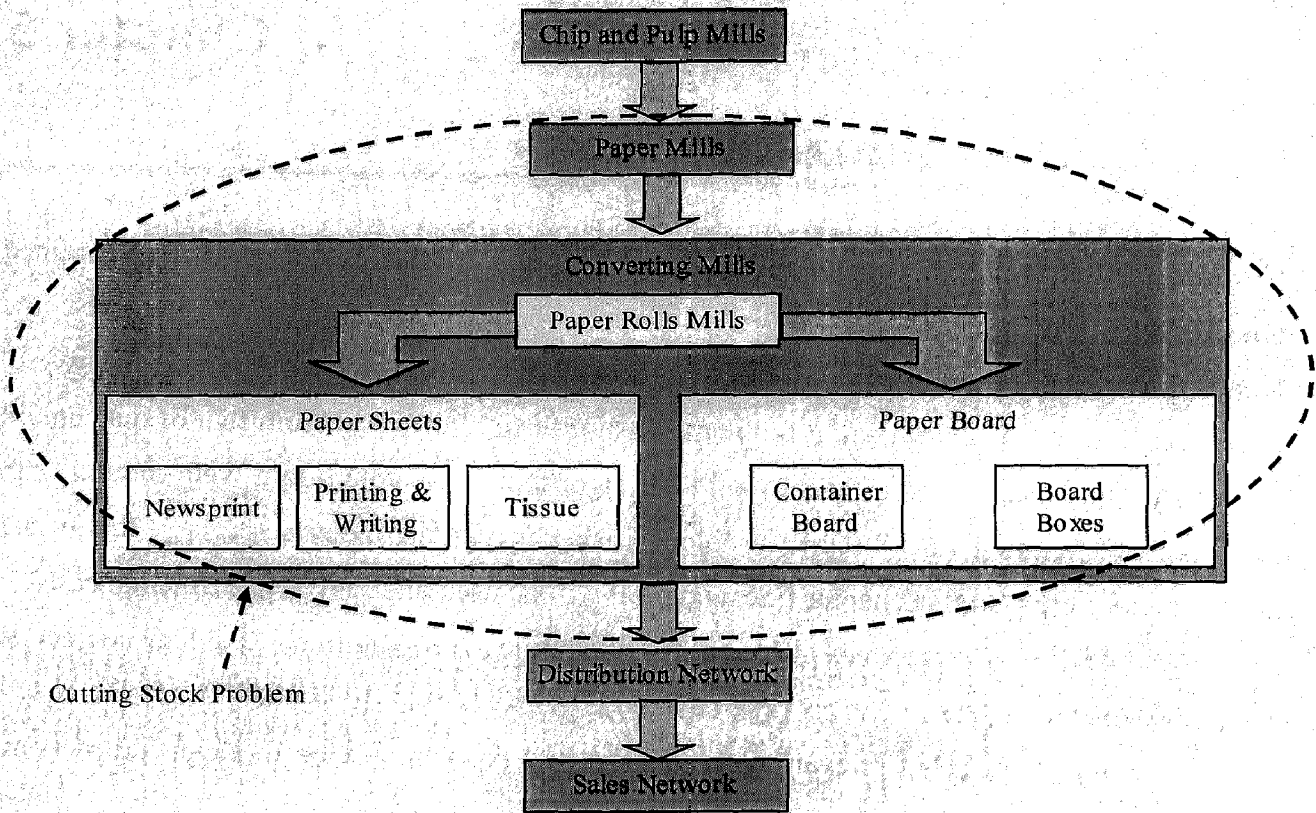 Chip and Pulp Mills
Paper Mills
Converting Mills
Paper Rolls Mills
Paper Sheets
Paper Board
Newsprint
Printing &
Writing
Tissue
Container
Board
Board
Boxes
Cutting Stock Problem
Distribution Network
Sales Network